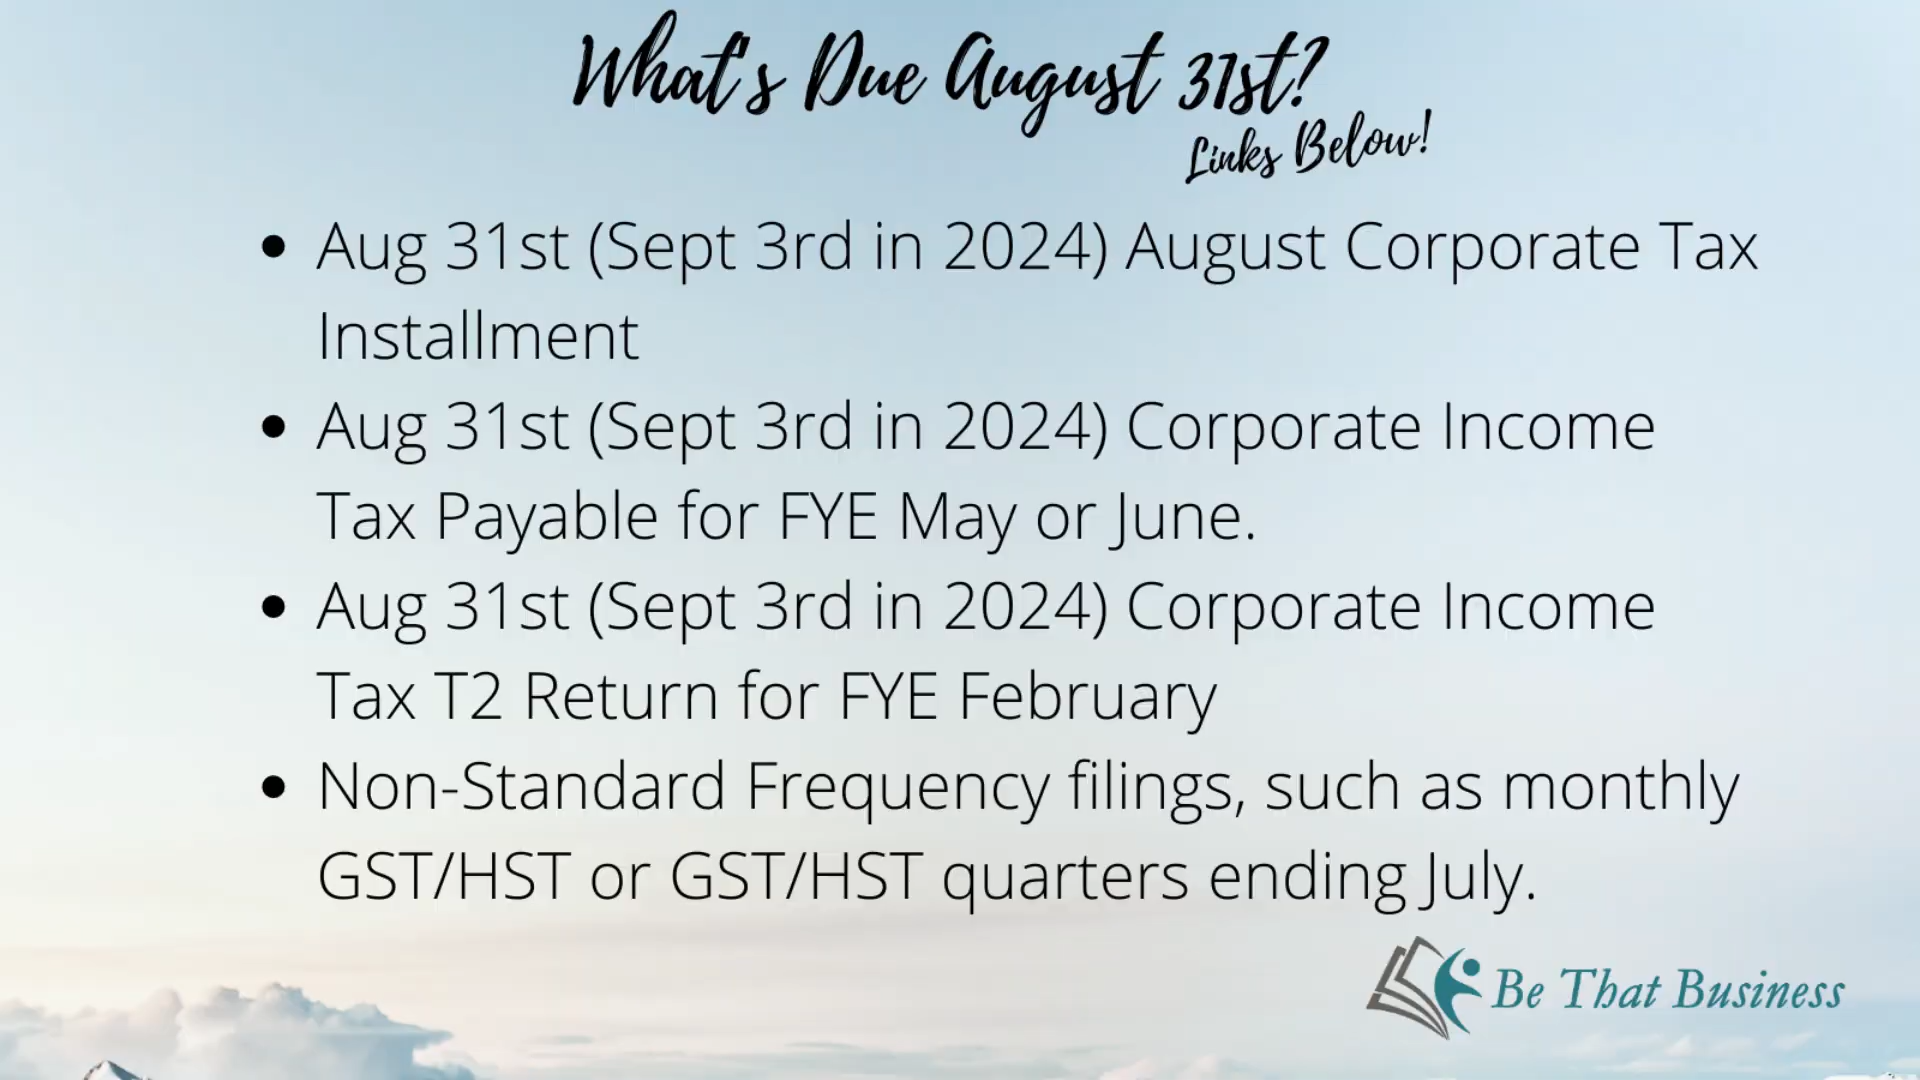 What's Due August 31st?
Links Below!
• Aug 31st (Sept 3rd in 2024) August Corporate Tax
Installment
• Aug 31st (Sept 3rd in 2024) Corporate Income
Tax Payable for FYE May or June.
• Aug 31st (Sept 3rd in 2024) Corporate Income
Tax T2 Return for FYE February
• Non-Standard Frequency filings, such as monthly
GST/HST or GST/HST quarters ending July.
Be That Business